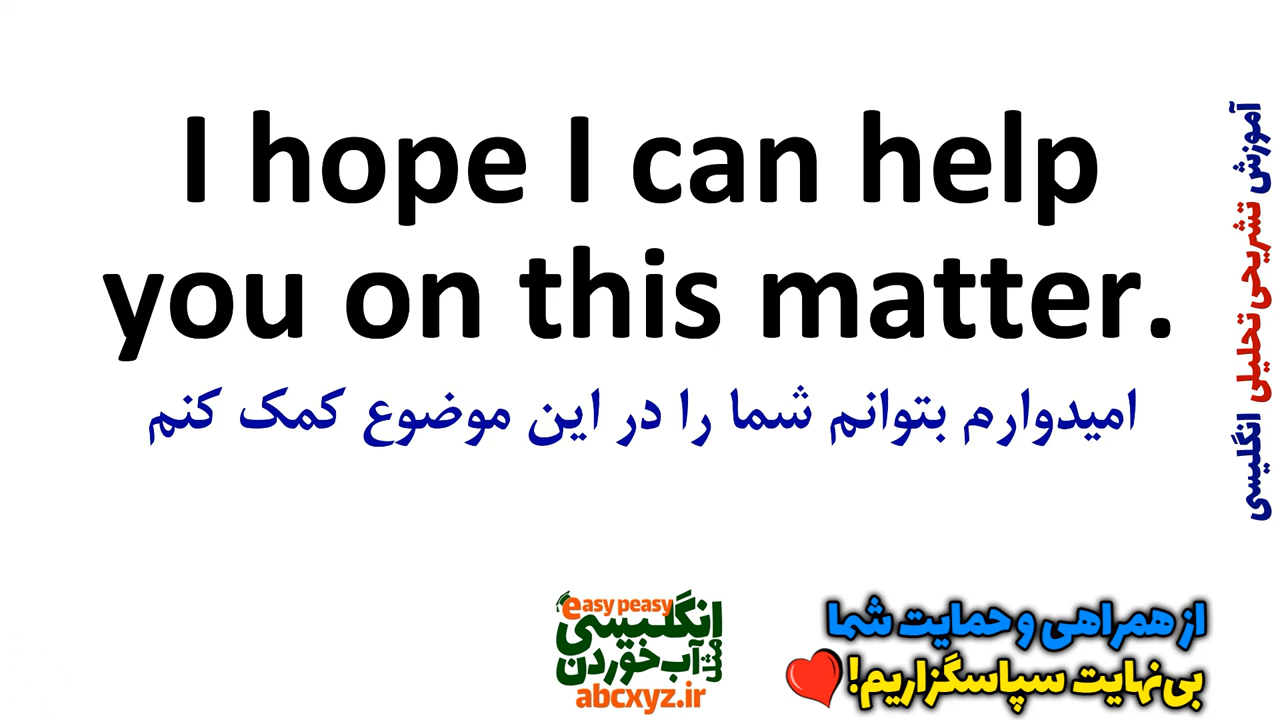 I hope I can help
you on this matter.
امیدوارم بتوانم شما را در این موضوع کمک کنم
آموزش تشریحی تحلیلی انگلیسی
easy peasy
انگلیسی
مثل آب خوردن
abcxyz.ir
از همراهی و حمایت شما
بی‌نهایت سپاسگزاریم!